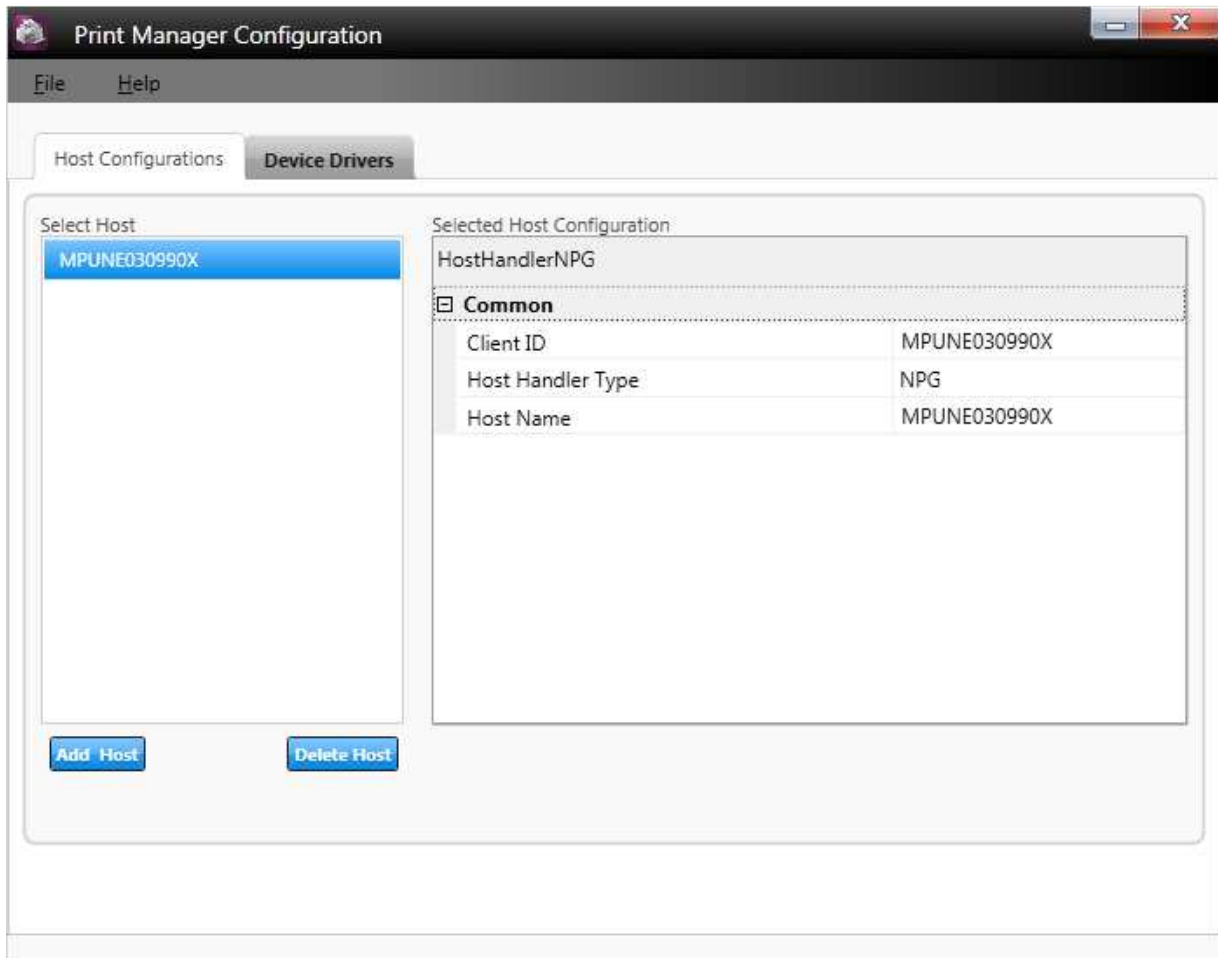 Print Manager Configuration
File Help
Host Configurations Device Drivers
Select Host
MPUNE030990X
Selected Host Configuration
HostHandlerNPG
Common
Client ID MPUNE030990X
Host Handler Type NPG
Host Name MPUNE030990X
Add Host Delete Host